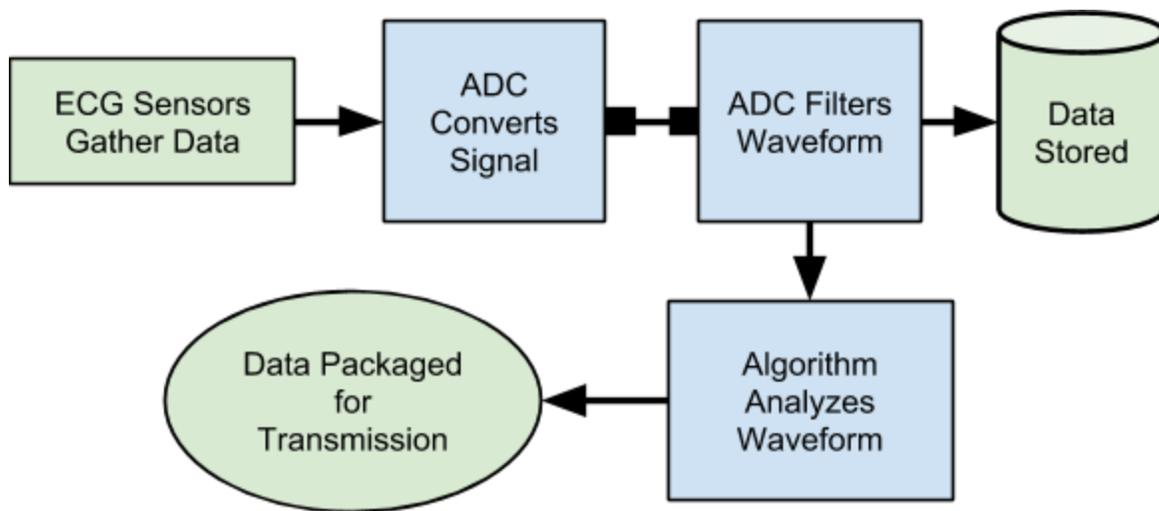 ECG Sensors
Gather Data
ADC
Converts
Signal
ADC Filters
Waveform
Data
Stored
Algorithm
Analyzes
Waveform
Data Packaged
for
Transmission